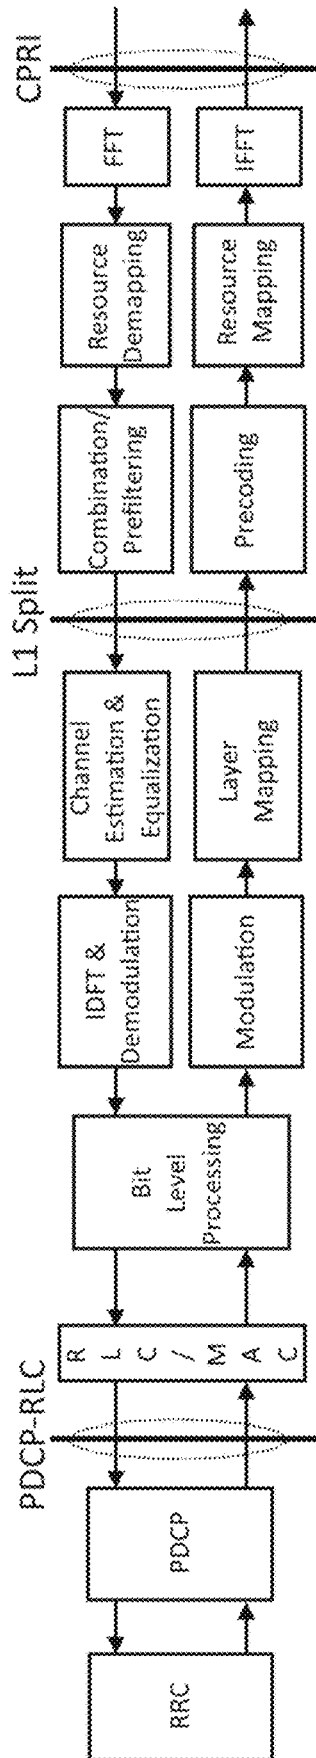 PDCP-RLC
L1 Split
CPRI
RRC
PDCP
R
L
C
/
M
A
C
Bit
Level
Processing
IDFT &
Demodulation
Channel
Estimation &
Equalization
Combination/
Prefiltering
Resource
Demapping
FFT
Modulation
Layer
Mapping
Precoding
Resource
Mapping
IFFT